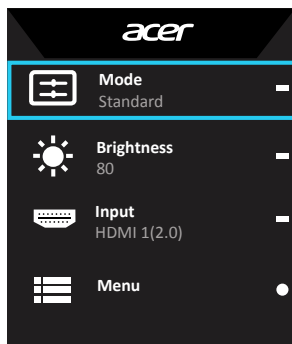 acer
Mode
Standard
Brightness
80
Input
HDMI 1(2.0)
Menu